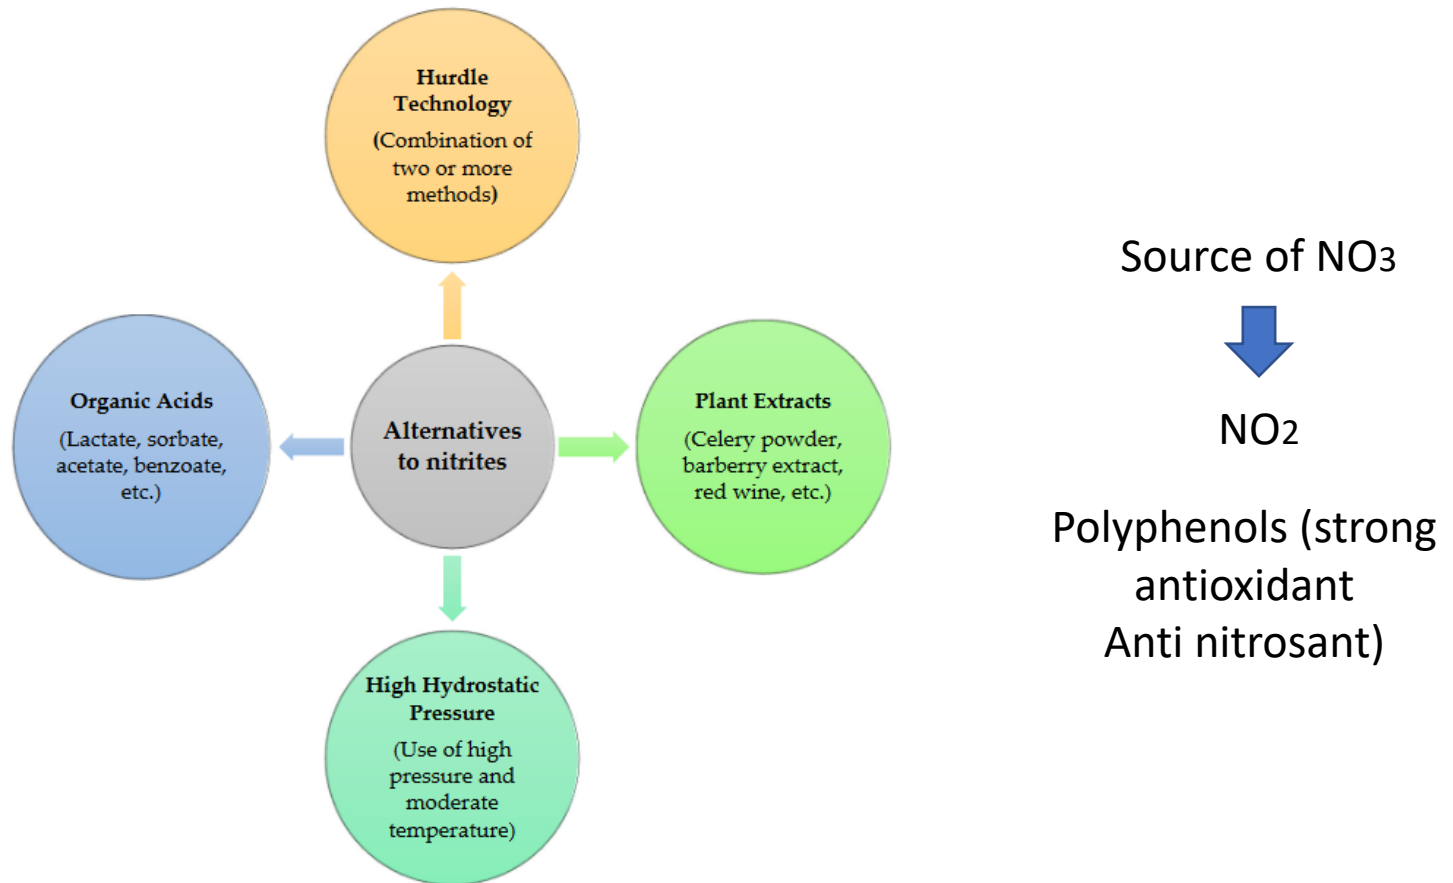 Hurdle
Technology
(Combination of
two or more
methods)
Organic Acids
(Lactate, sorbate,
acetate, benzoate,
etc.)
Alternatives
to nitrites
Plant Extracts
(Celery powder,
barberry extract,
red wine, etc.)
High Hydrostatic
Pressure
(Use of high
pressure and
moderate
temperature)
Source of NO3
NO2
Polyphenols (strong
antioxidant
Anti nitrosant)